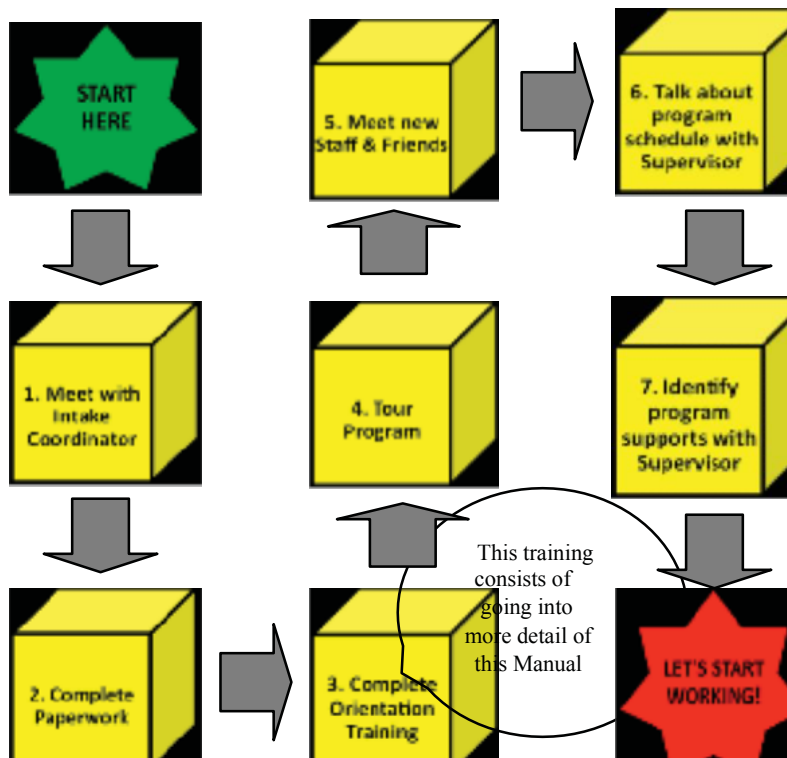 START
HERE
1. Meet with
Intake
Coordinator
2. Complete
Paperwork
3. Complete
Orientation
Training
This training
consists of
going into
more detail of
this Manual
4. Tour
Program
5. Meet new
Staff & Friends
6. Talk about
program
schedule with
Supervisor
7. Identify
program
supports with
Supervisor
LET'S START
WORKING!